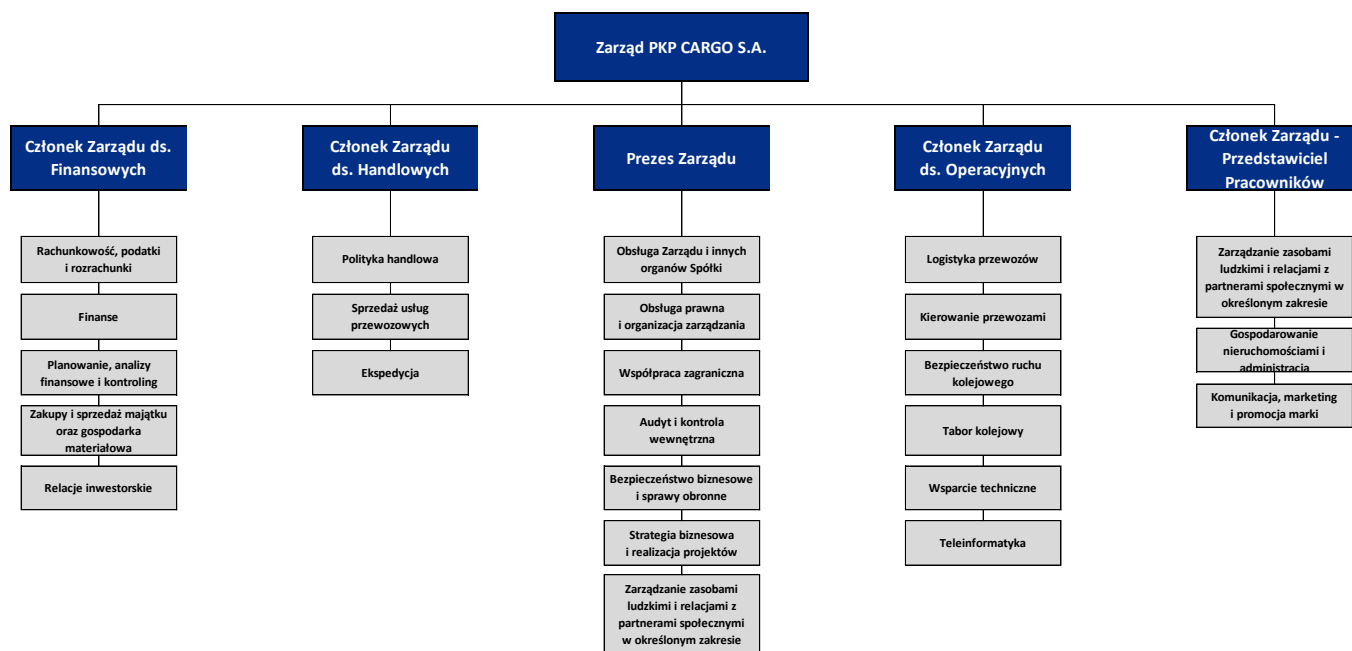 Zarząd PKP CARGO S.A.
Członek Zarządu ds.
Finansowych
Rachunkowość, podatki
i rozrachunki
Finanse
Planowanie, analizy
finansowe i kontroling
Zakupy i sprzedaż majątku
oraz gospodarka
materiałowa
Relacje inwestorskie
Członek Zarządu
ds. Handlowych
Polityka handlowa
Sprzedaż usług
przewozowych
Ekspedycja
Prezes Zarządu
Obsługa Zarządu i innych
organów Spółki
Obsługa prawna
i organizacja zarządzania
Współpraca zagraniczna
Audyt i kontrola
wewnętrzna
Bezpieczeństwo biznesowe
i sprawy obronne
Strategia biznesowa
i realizacja projektów
Zarządzanie zasobami
ludzkimi i relacjami z
partnerami społecznymi
w określonym zakresie
Członek Zarządu
ds. Operacyjnych
Logistyka przewozów
Kierowanie przewozami
Bezpieczeństwo ruchu
kolejowego
Tabor kolejowy
Wsparcie techniczne
Teleinformatyka
Członek Zarządu -
Przedstawiciel
Pracowników
Zarządzanie zasobami
ludzkimi i relacjami z
partnerami społecznymi w
określonym zakresie
Gospodarowanie
nieruchomościami i
administracja
Komunikacja, marketing
i promocja marki